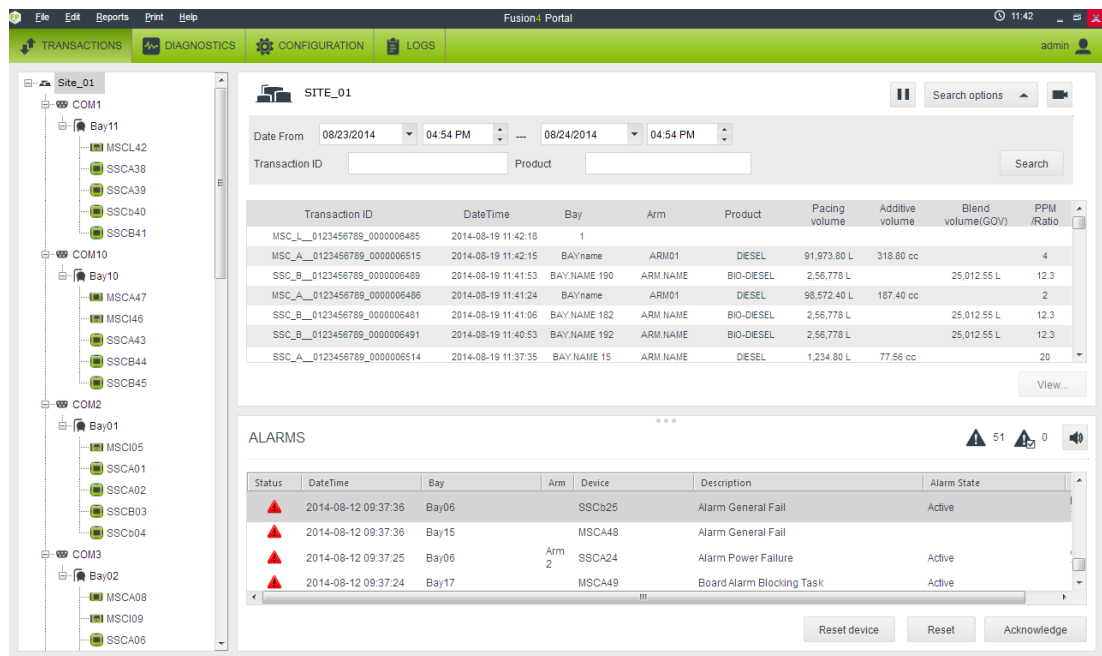 File Edit Reports Print Help Fusion4 Portal 11:42
TRANSACTIONS DIAGNOSTICS CONFIGURATION LOGS admin
Site_01
COM1
Bay11
MSCL42
SSCA38
SSCA39
SSCb40
SSCB41
COM10
Bay10
MSCA47
MSCI46
SSCA43
SSCB44
SSCB45
COM2
Bay01
MSCI05
SSCA01
SSCA02
SSCB03
SSCb04
COM3
Bay02
MSCA08
MSCI09
SSCA06
SITE_01
Search options
Date From 08/23/2014 04:54 PM --- 08/24/2014 04:54 PM
Transaction ID Product Search
Transaction ID DateTime Bay Arm Product Pacing volume Additive volume Blend volume(GOV) PPM /Ratio
MSC_L__0123456789_0000006485 2014-08-19 11:42:18 1
MSC_A__0123456789_0000006515 2014-08-19 11:42:15 BAYname ARM01 DIESEL 91,973.80 L 318.80 cc 4
SSC_B__0123456789_0000006489 2014-08-19 11:41:53 BAY.NAME 190 ARM.NAME BIO-DIESEL 2,56,778 L 25,012.55 L 12.3
MSC_A__0123456789_0000006486 2014-08-19 11:41:24 BAYname ARM01 DIESEL 98,572.40 L 187.40 cc 2
SSC_B__0123456789_0000006481 2014-08-19 11:41:06 BAY.NAME 182 ARM.NAME BIO-DIESEL 2,56,778 L 25,012.55 L 12.3
SSC_B__0123456789_0000006491 2014-08-19 11:40:53 BAY.NAME 192 ARM.NAME BIO-DIESEL 2,56,778 L 25,012.55 L 12.3
SSC_A__0123456789_0000006514 2014-08-19 11:37:35 BAY.NAME 15 ARM.NAME DIESEL 1,234.80 L 77.56 cc 20
View...
ALARMS 51 0
Status DateTime Bay Arm Device Description Alarm State
2014-08-12 09:37:36 Bay06 SSCb25 Alarm General Fail Active
2014-08-12 09:37:36 Bay15 MSCA48 Alarm General Fail
2014-08-12 09:37:25 Bay06 Arm 2 SSCA24 Alarm Power Failure Active
2014-08-12 09:37:24 Bay17 MSCA49 Board Alarm Blocking Task Active
Reset device Reset Acknowledge